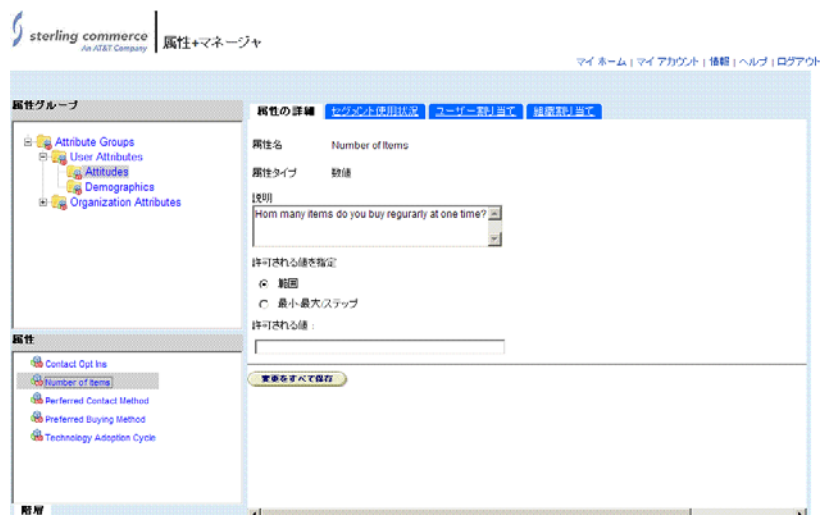 sterling commerce
An AT&T Company
属性+マネージャ
マイ ホーム | マイ アカウント | 情報 | ヘルプ | ログアウト
属性グループ
Attribute Groups
User Attributes
Attitudes
Demographics
Organization Attributes
属性の詳細 セグメント使用状況 ユーザー割り当て 組織割り当て
属性名 Number of Items
属性タイプ 数値
説明
Hom many items do you buy regurarly at one time?
許可される値を指定
範囲
最小-最大/ステップ
許可される値 :
変更をすべて保存
属性
Contact Opt Ins
Number of Items
Perferred Contact Method
Preferred Buying Method
Technology Adoption Cycle
階層